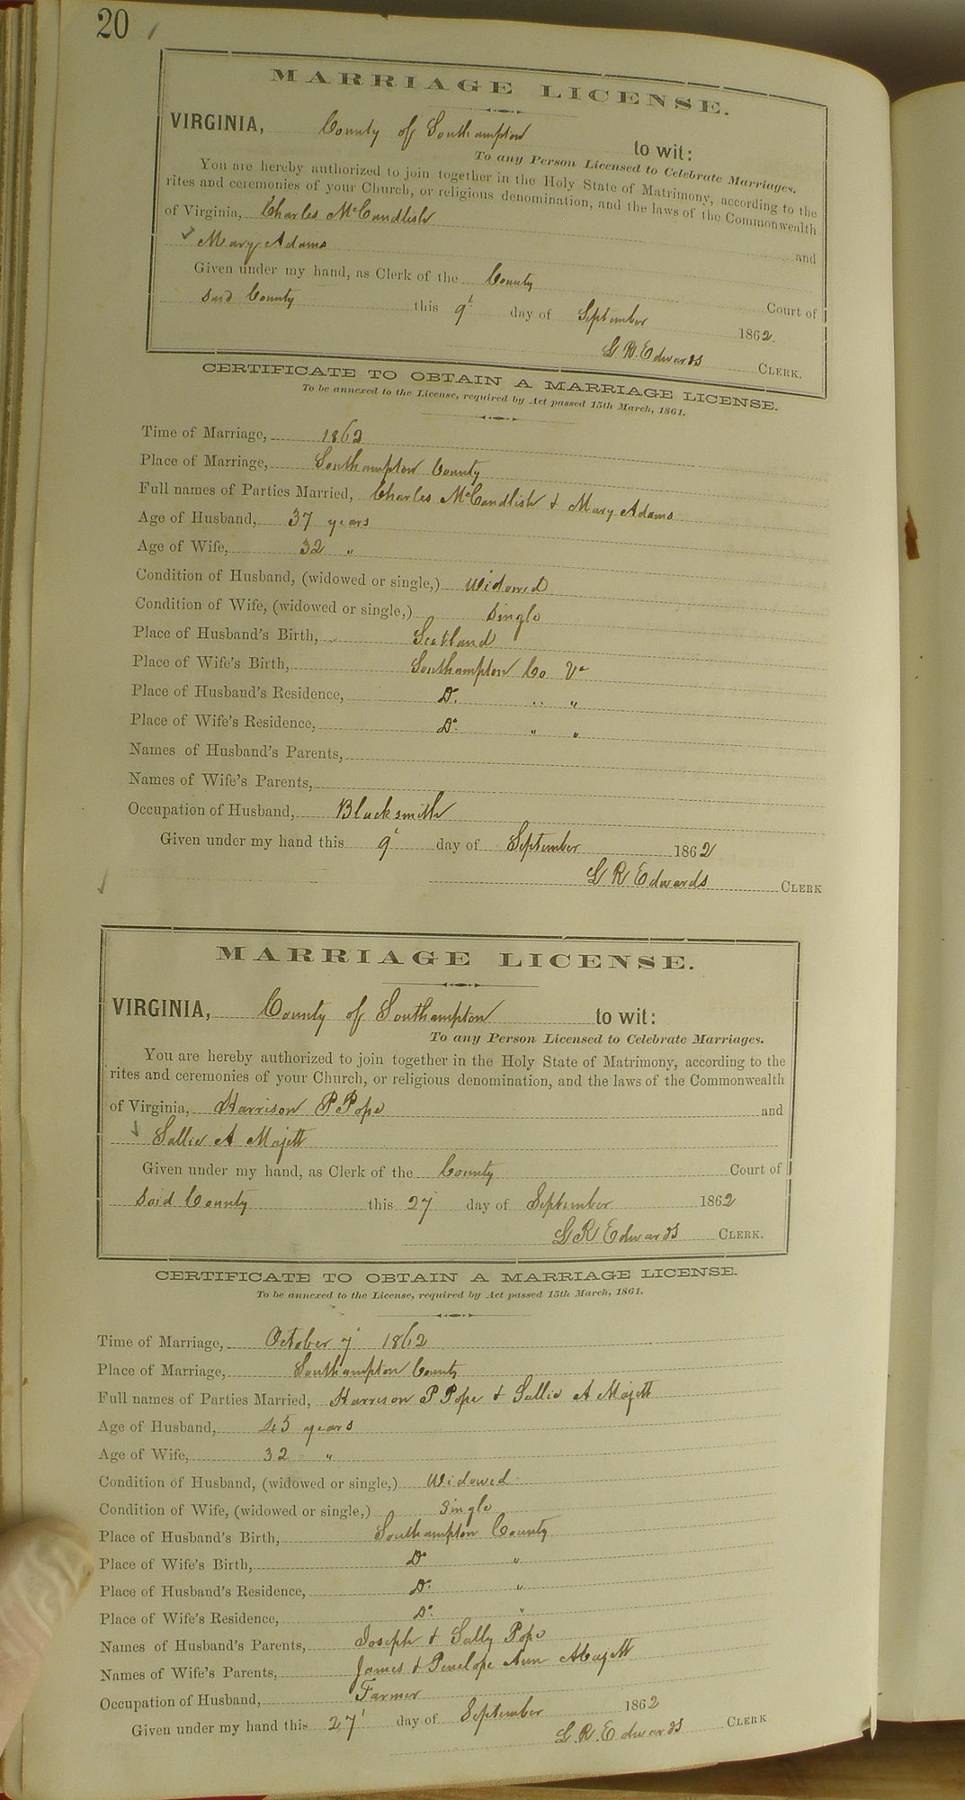 20
MARRIAGE LICENSE.
VIRGINIA, County of Southampton to wit:
To any Person Licensed to Celebrate Marriages.
You are hereby authorized to join together in the Holy State of Matrimony, according to the
rites and ceremonies of your Church, or religious denomination, and the laws of the Commonwealth
of Virginia, Charles McCandlish and
Mary Adams
Given under my hand, as Clerk of the County Court of
said County this 9t day of September 1862.
G. R. Edwards CLERK.
CERTIFICATE TO OBTAIN A MARRIAGE LICENSE.
To be annexed to the License, required by Act passed 15th March, 1861.
Time of Marriage, 1862
Place of Marriage, Southampton County
Full names of Parties Married, Charles McCandlish & Mary Adams
Age of Husband, 37 years
Age of Wife, 32 "
Condition of Husband, (widowed or single,) Widowed
Condition of Wife, (widowed or single,) Single
Place of Husband's Birth, Scotland
Place of Wife's Birth, Southampton Co Va
Place of Husband's Residence, Do " "
Place of Wife's Residence, Do " "
Names of Husband's Parents,
Names of Wife's Parents,
Occupation of Husband, Blacksmith
Given under my hand this 9t day of September 1862
G R Edwards CLERK
MARRIAGE LICENSE.
VIRGINIA, County of Southampton to wit:
To any Person Licensed to Celebrate Marriages.
You are hereby authorized to join together in the Holy State of Matrimony, according to the
rites and ceremonies of your Church, or religious denomination, and the laws of the Commonwealth
of Virginia, Harrison P Pope and
Sallie A Majett
Given under my hand, as Clerk of the County Court of
said County this 27 day of September 1862
G R Edwards CLERK.
CERTIFICATE TO OBTAIN A MARRIAGE LICENSE.
To be annexed to the License, required by Act passed 15th March, 1861.
Time of Marriage, October 7 1862
Place of Marriage, Southampton County
Full names of Parties Married, Harrison P Pope & Sallie A Majett
Age of Husband, 45 years
Age of Wife, 32 "
Condition of Husband, (widowed or single,) Widowed
Condition of Wife, (widowed or single,) Single
Place of Husband's Birth, Southampton County
Place of Wife's Birth, Do "
Place of Husband's Residence, Do "
Place of Wife's Residence, Do "
Names of Husband's Parents, Joseph & Sally Pope
Names of Wife's Parents, James & Penelope Ann Majett
Occupation of Husband, Farmer
Given under my hand this 27 day of September 1862
G. R. Edwards CLERK